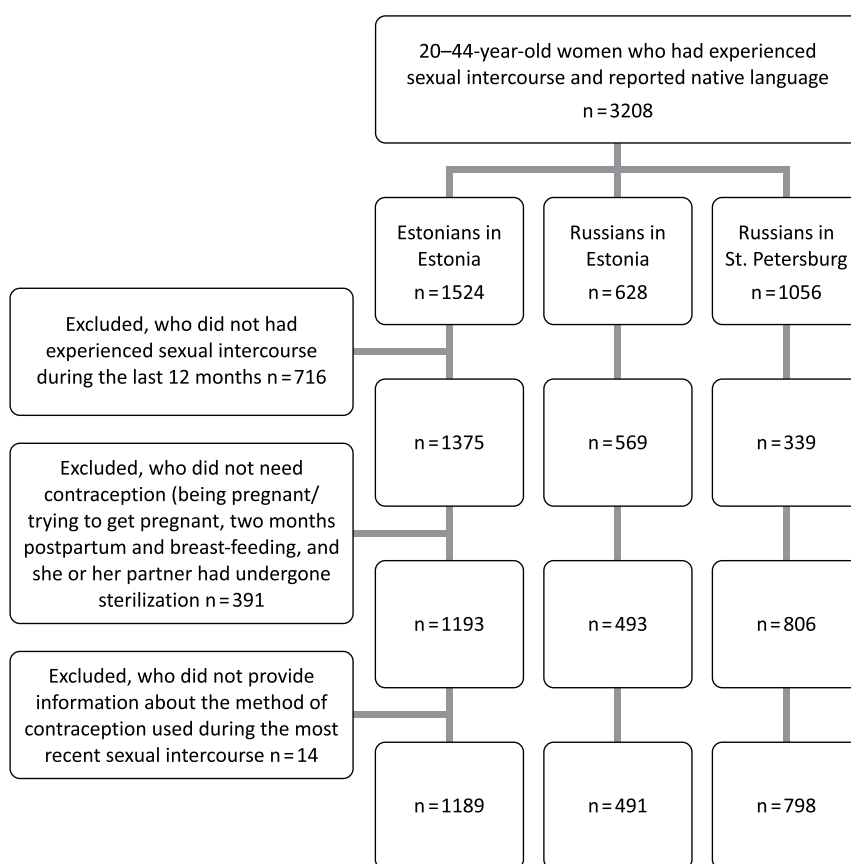 20–44-year-old women who had experienced
sexual intercourse and reported native language
n=3208
Estonians in
Estonia
n=1524
Russians in
Estonia
n=628
Russians in
St. Petersburg
n=1056
Excluded, who did not had
experienced sexual intercourse
during the last 12 months n=716
n=1375
n=569
n=339
Excluded, who did not need
contraception (being pregnant/
trying to get pregnant, two months
postpartum and breast-feeding, and
she or her partner had undergone
sterilization n=391
n=1193
n=493
n=806
Excluded, who did not provide
information about the method of
contraception used during the most
recent sexual intercourse n=14
n=1189
n=491
n=798